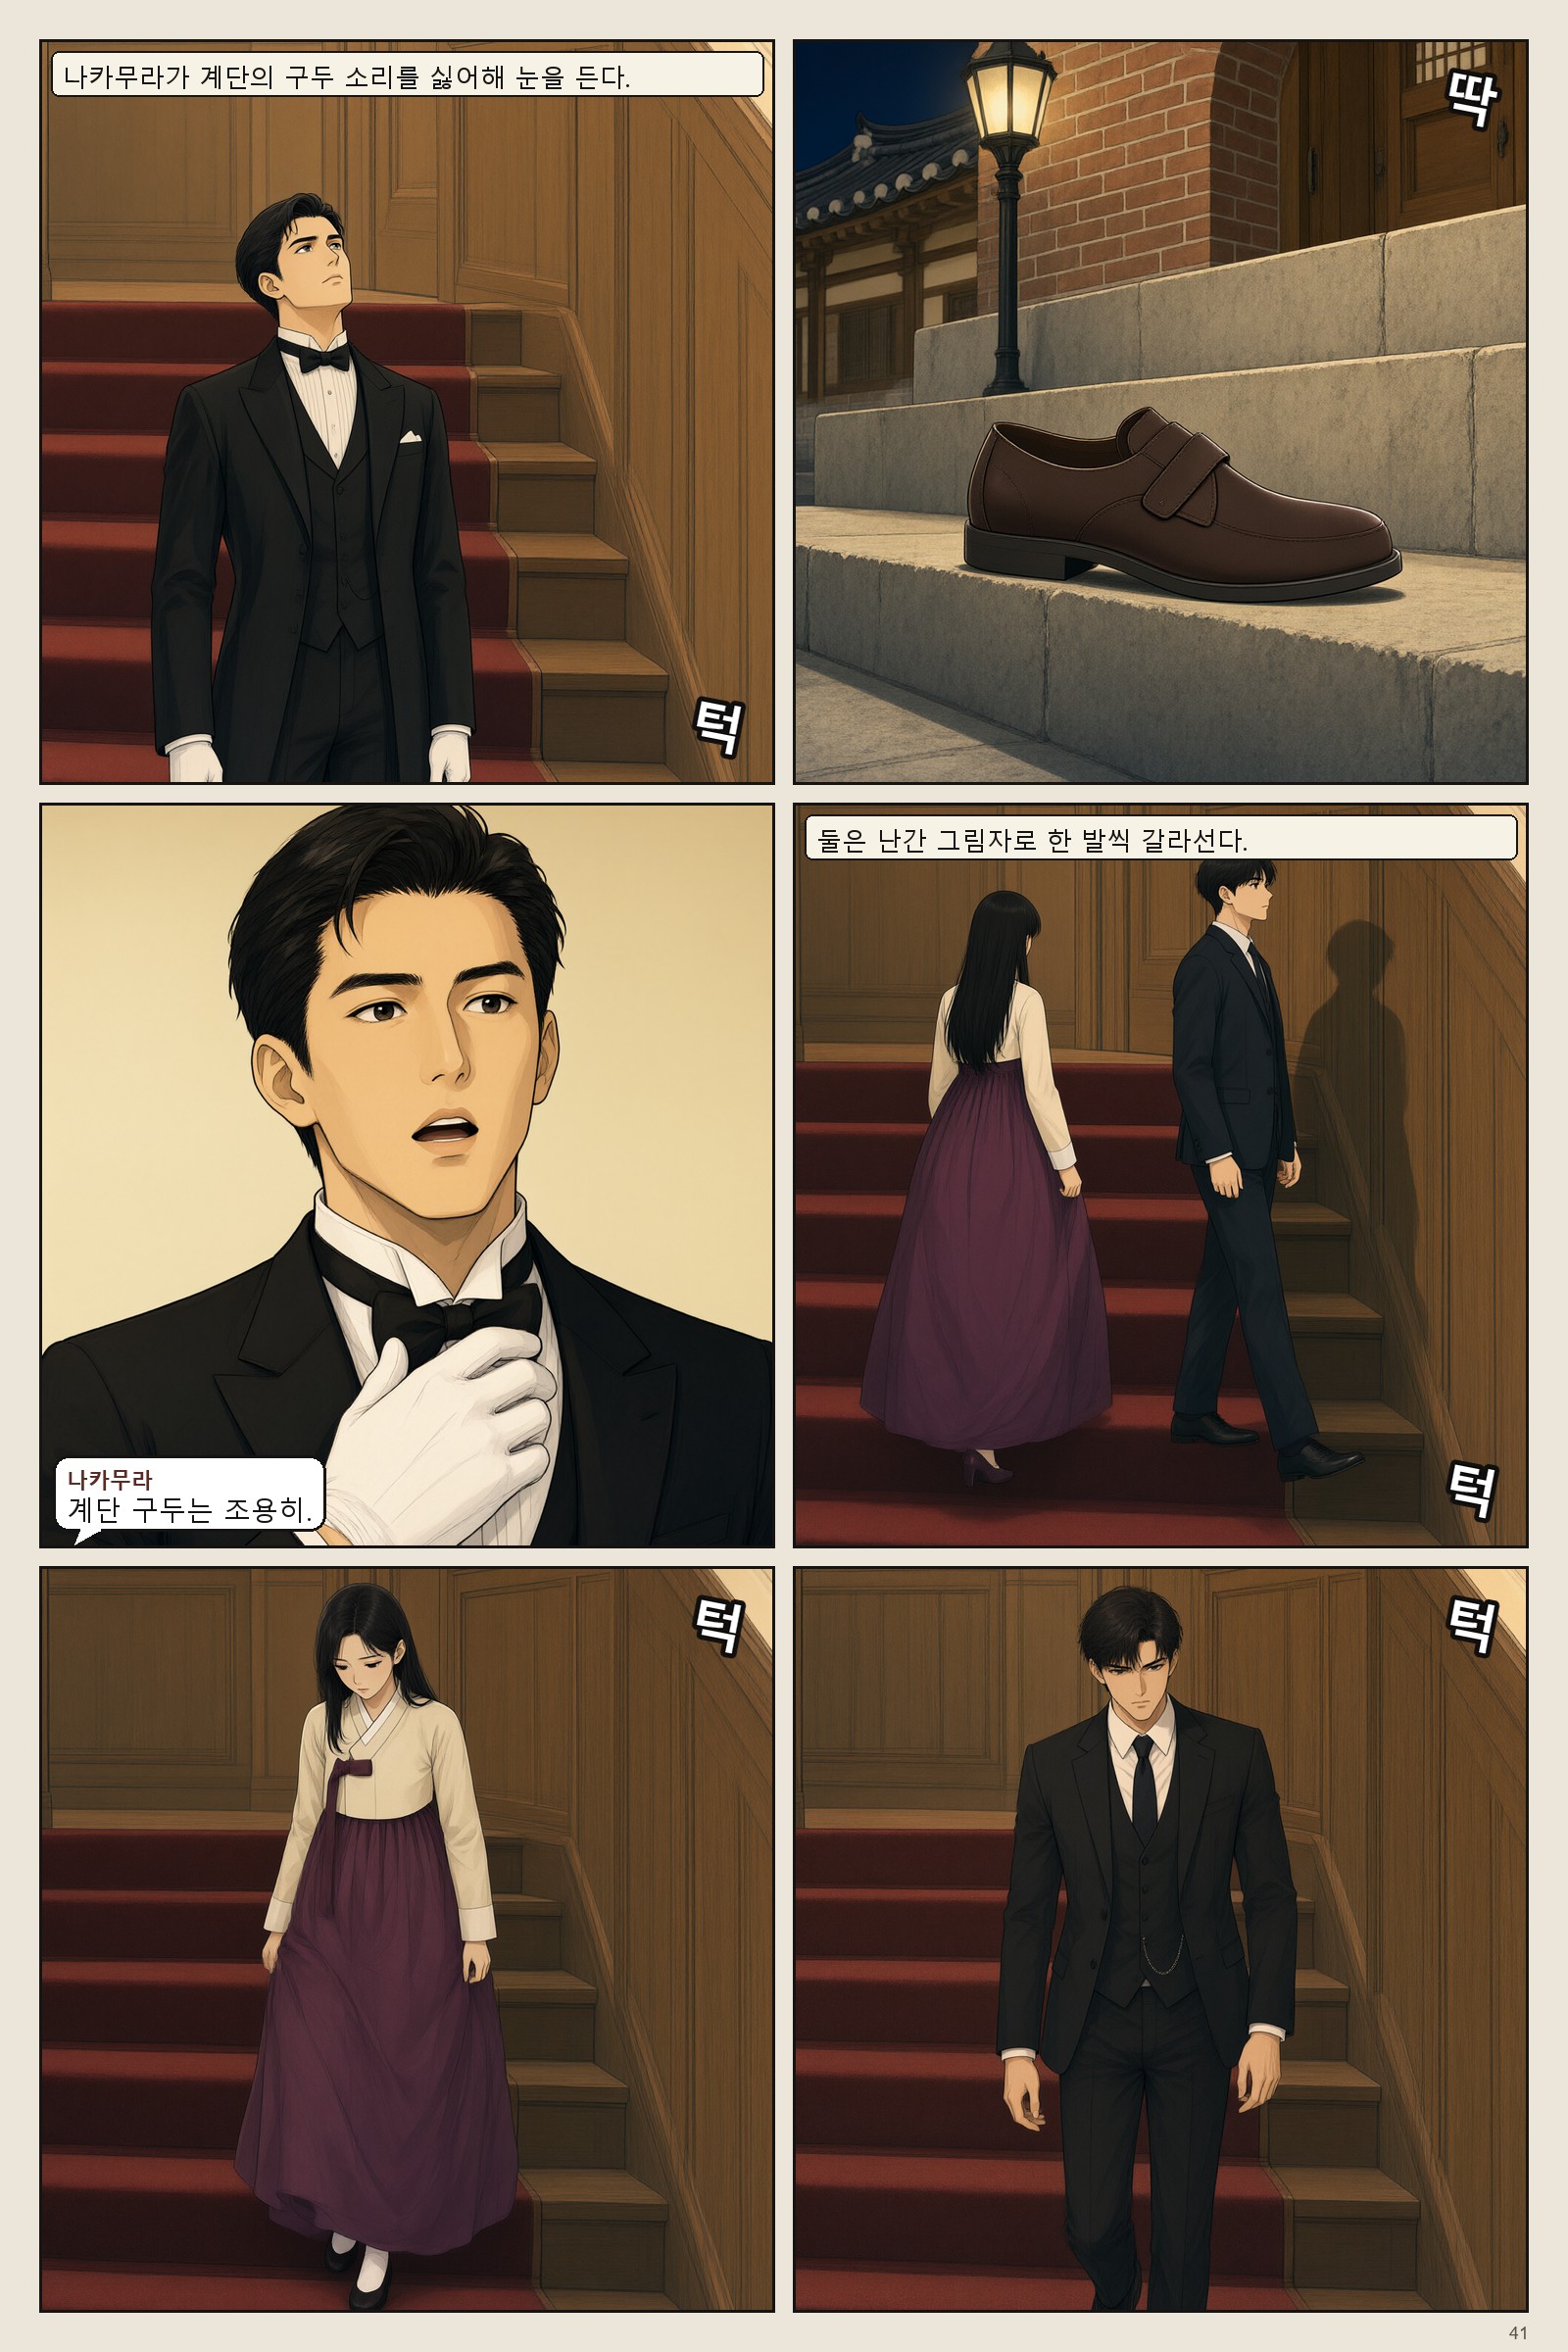 나카무라가 계단의 구두 소리를 싫어해 눈을 든다.
턱
딱
나카무라
계단 구두는 조용히.
둘은 난간 그림자로 한 발씩 갈라선다.
턱
턱
턱
41